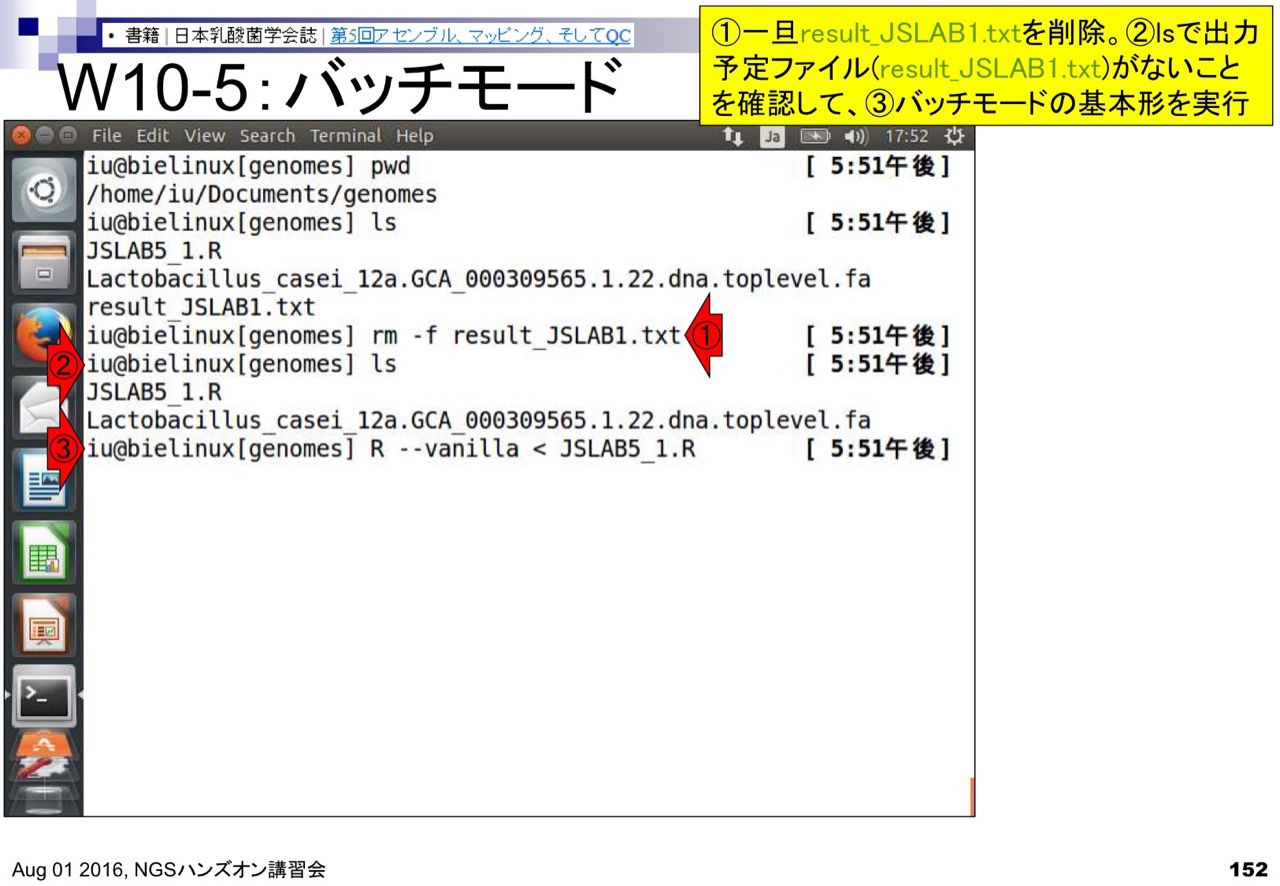 • 書籍 | 日本乳酸菌学会誌 | 第5回アセンブル、マッピング、そしてQC
W10-5：バッチモード
①一旦result_JSLAB1.txtを削除。②lsで出力
予定ファイル(result_JSLAB1.txt)がないこと
を確認して、③バッチモードの基本形を実行
File Edit View Search Terminal Help Ja 17:52
iu@bielinux[genomes] pwd [ 5:51午後]
/home/iu/Documents/genomes
iu@bielinux[genomes] ls [ 5:51午後]
JSLAB5_1.R
Lactobacillus_casei_12a.GCA_000309565.1.22.dna.toplevel.fa
result_JSLAB1.txt
iu@bielinux[genomes] rm -f result_JSLAB1.txt ① [ 5:51午後]
② iu@bielinux[genomes] ls [ 5:51午後]
JSLAB5_1.R
Lactobacillus_casei_12a.GCA_000309565.1.22.dna.toplevel.fa
③ iu@bielinux[genomes] R --vanilla < JSLAB5_1.R [ 5:51午後]
Aug 01 2016, NGSハンズオン講習会
152